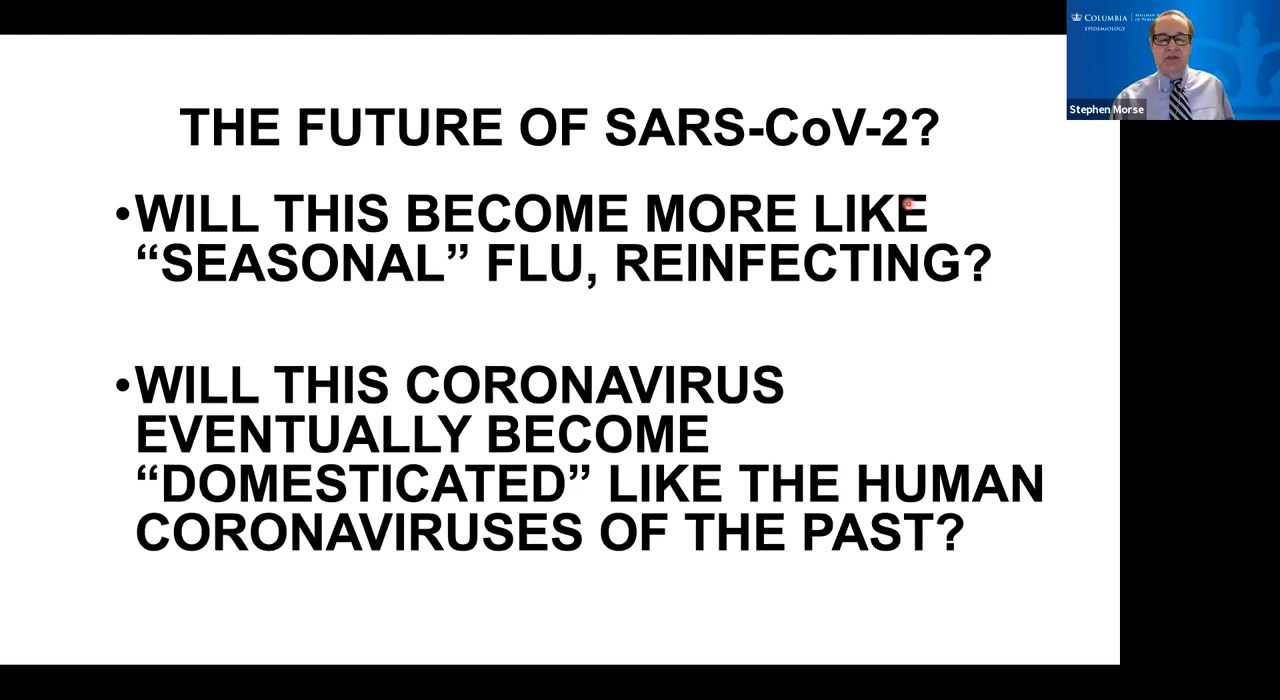 COLUMBIA
EPIDEMIOLOGY
Stephen Morse
THE FUTURE OF SARS-CoV-2?
•WILL THIS BECOME MORE LIKE
“SEASONAL” FLU, REINFECTING?
•WILL THIS CORONAVIRUS
EVENTUALLY BECOME
“DOMESTICATED” LIKE THE HUMAN
CORONAVIRUSES OF THE PAST?